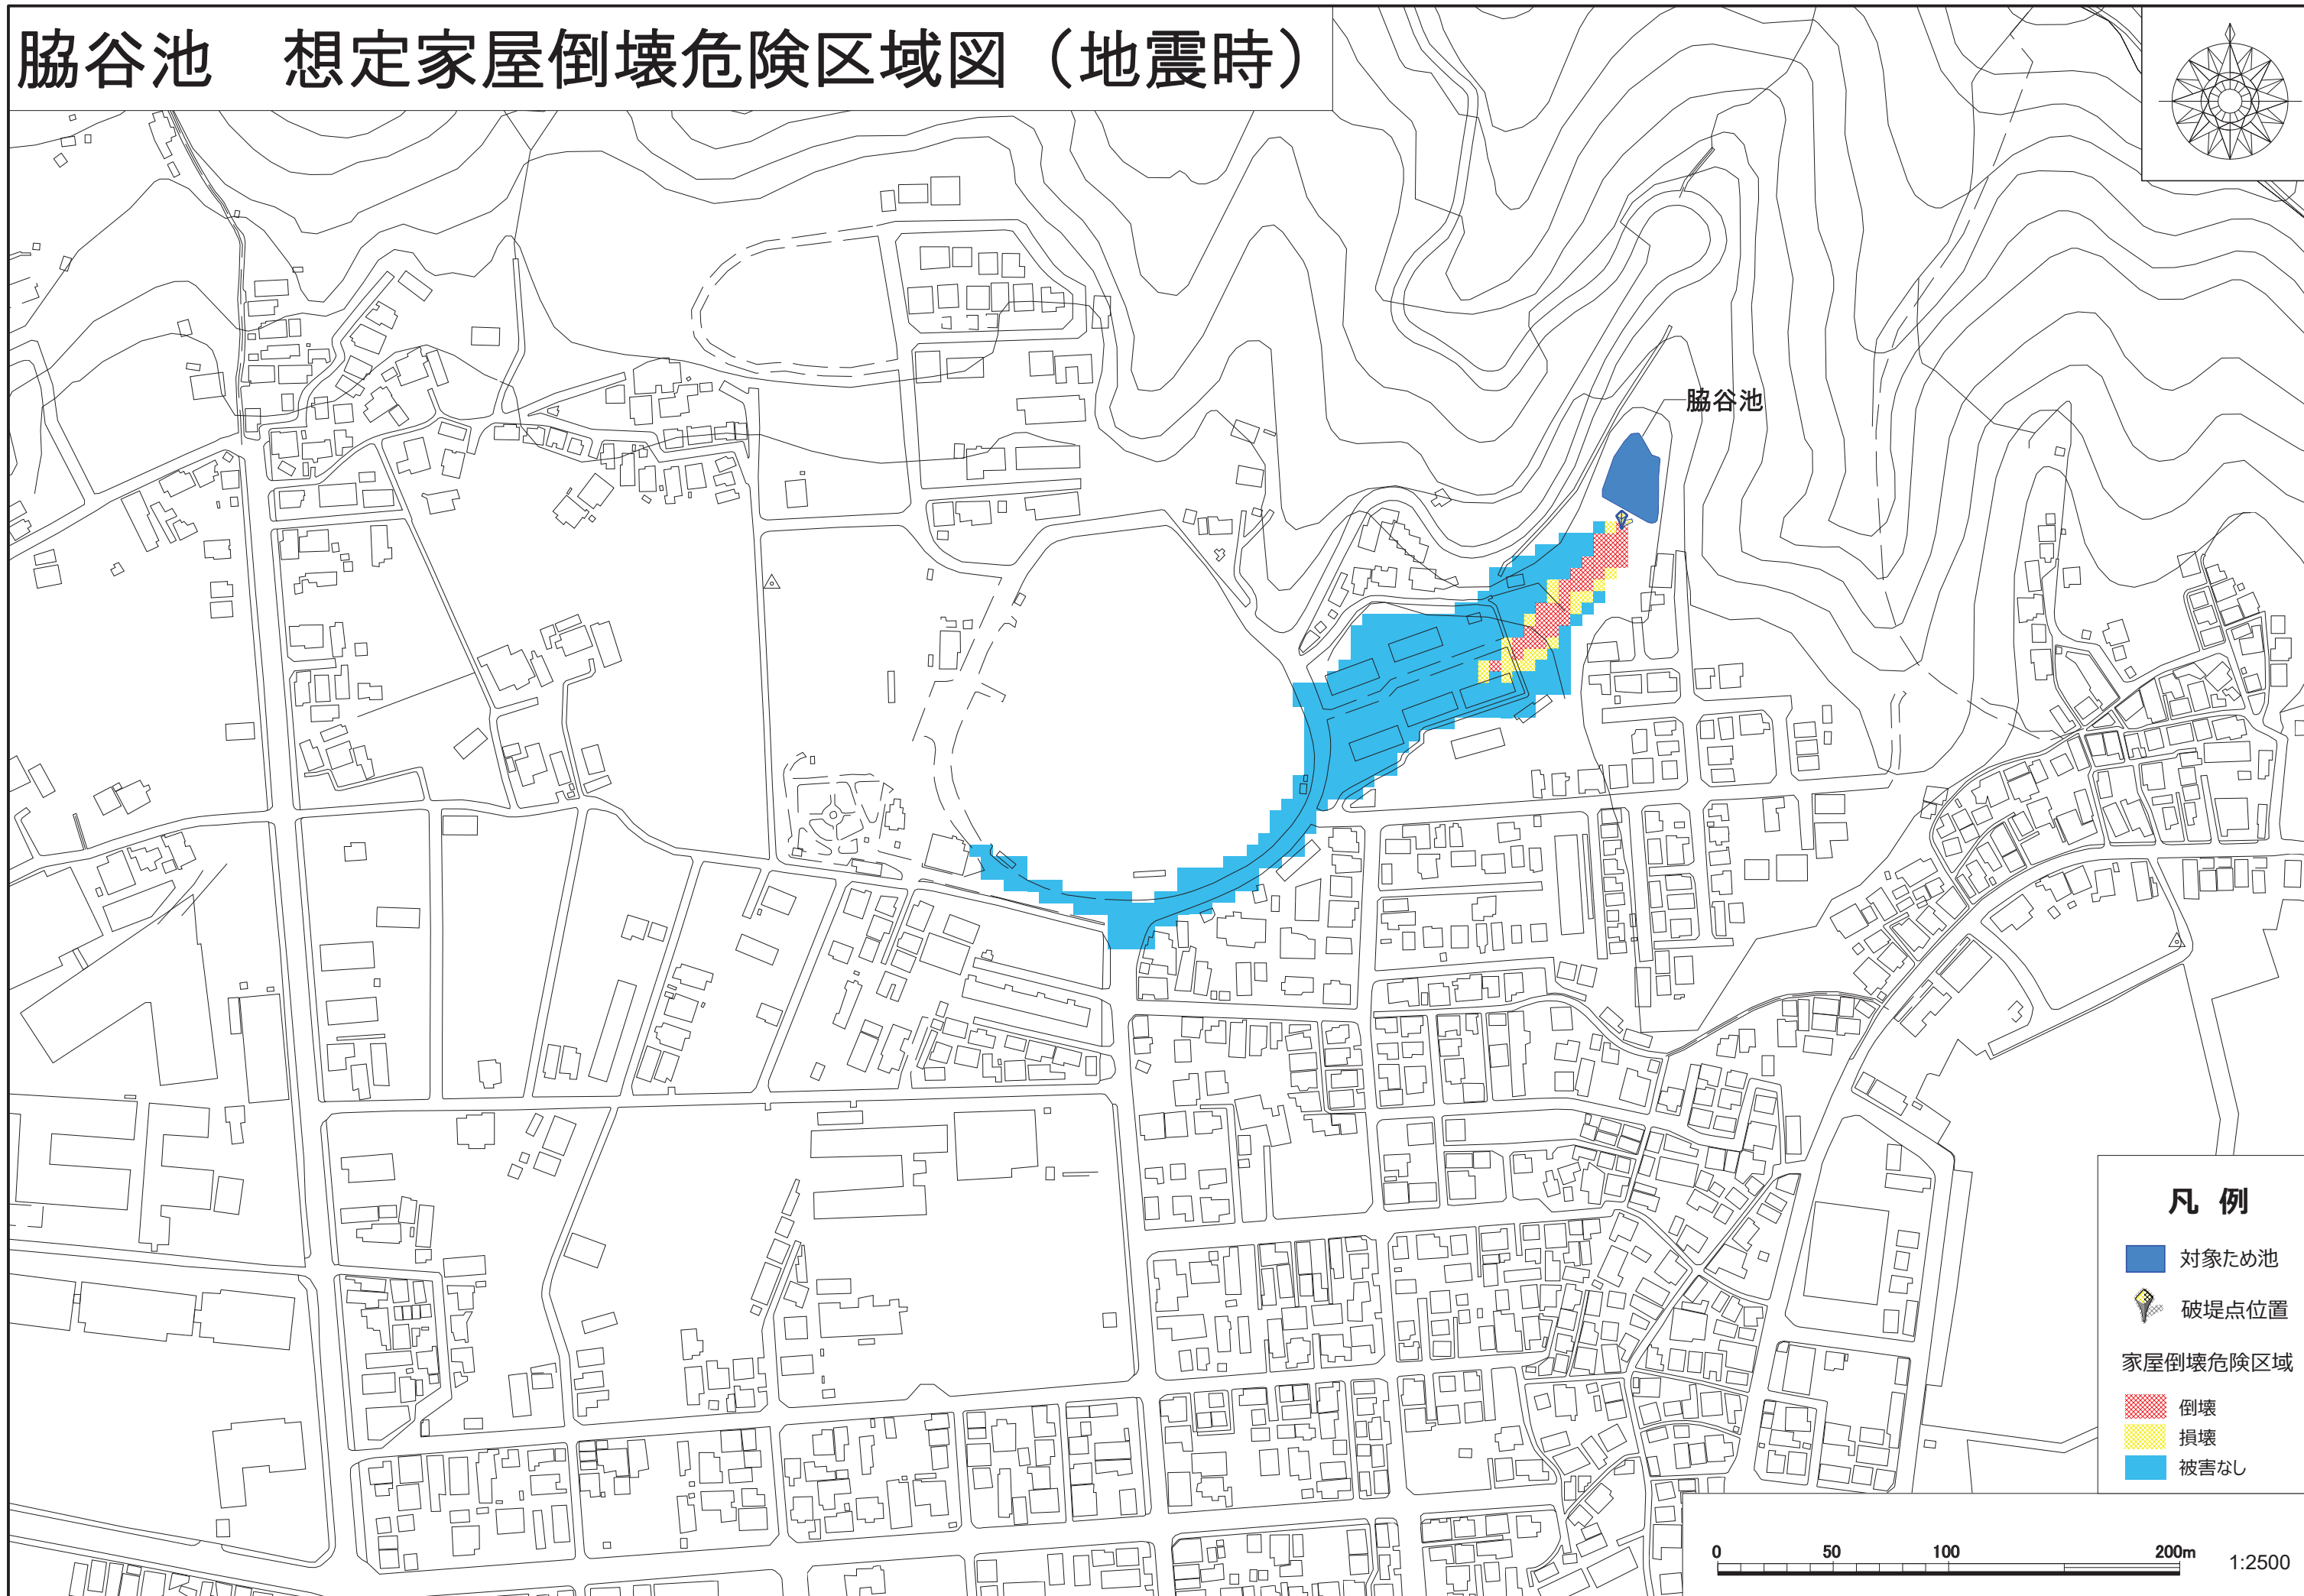 脇谷池　想定家屋倒壊危険区域図（地震時）
脇谷池
凡 例
対象ため池
破堤点位置
家屋倒壊危険区域
倒壊
損壊
被害なし
0 50 100 200m
1:2500